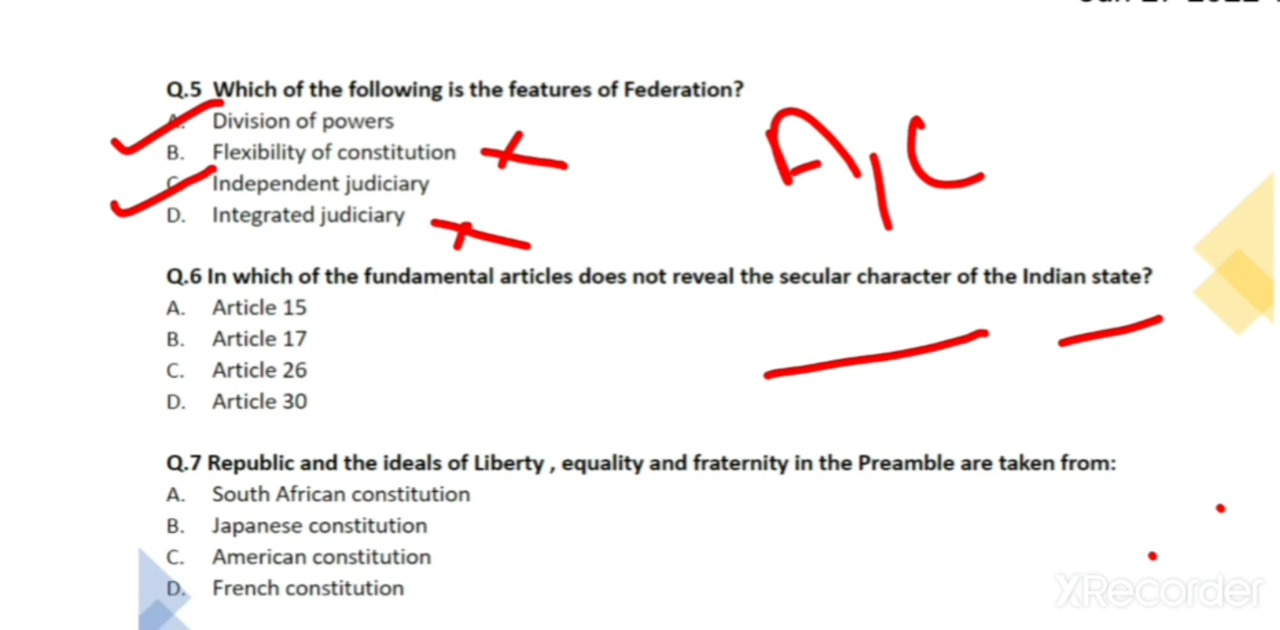 Q.5 Which of the following is the features of Federation?
A. Division of powers
B. Flexibility of constitution
C. Independent judiciary
D. Integrated judiciary
A, C
Q.6 In which of the fundamental articles does not reveal the secular character of the Indian state?
A. Article 15
B. Article 17
C. Article 26
D. Article 30
Q.7 Republic and the ideals of Liberty , equality and fraternity in the Preamble are taken from:
A. South African constitution
B. Japanese constitution
C. American constitution
D. French constitution
XRecorder